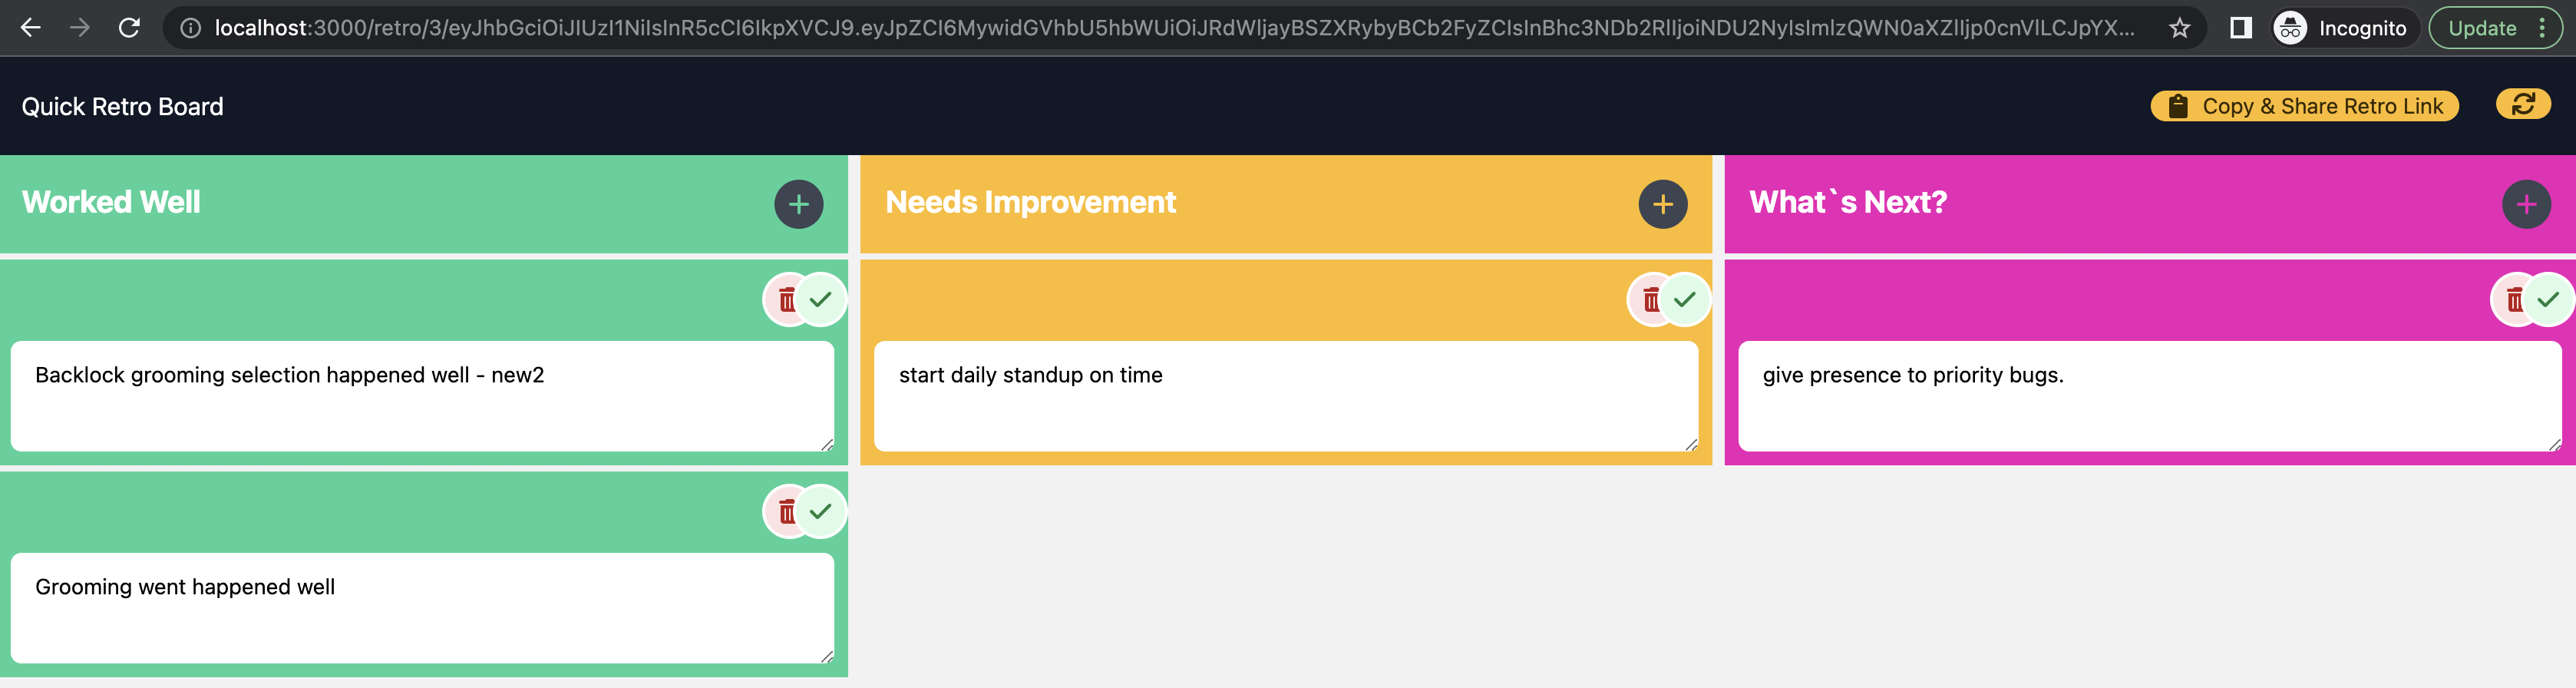 localhost:3000/retro/3/eyJhbGciOiJIUzI1NiIsInR5cCI6IkpXVCJ9.eyJpZCI6MywidGVhbU5hbWUiOiJRdWljayBSZXRybyBCb2FyZCIsInBhc3NDb2RlIjoiNDU2NyIsImlzQWN0aXZlIjp0cnVlLCJpYX...
Incognito
Update
Quick Retro Board
Copy & Share Retro Link
Worked Well
Needs Improvement
What`s Next?
Backlock grooming selection happened well - new2
start daily standup on time
give presence to priority bugs.
Grooming went happened well